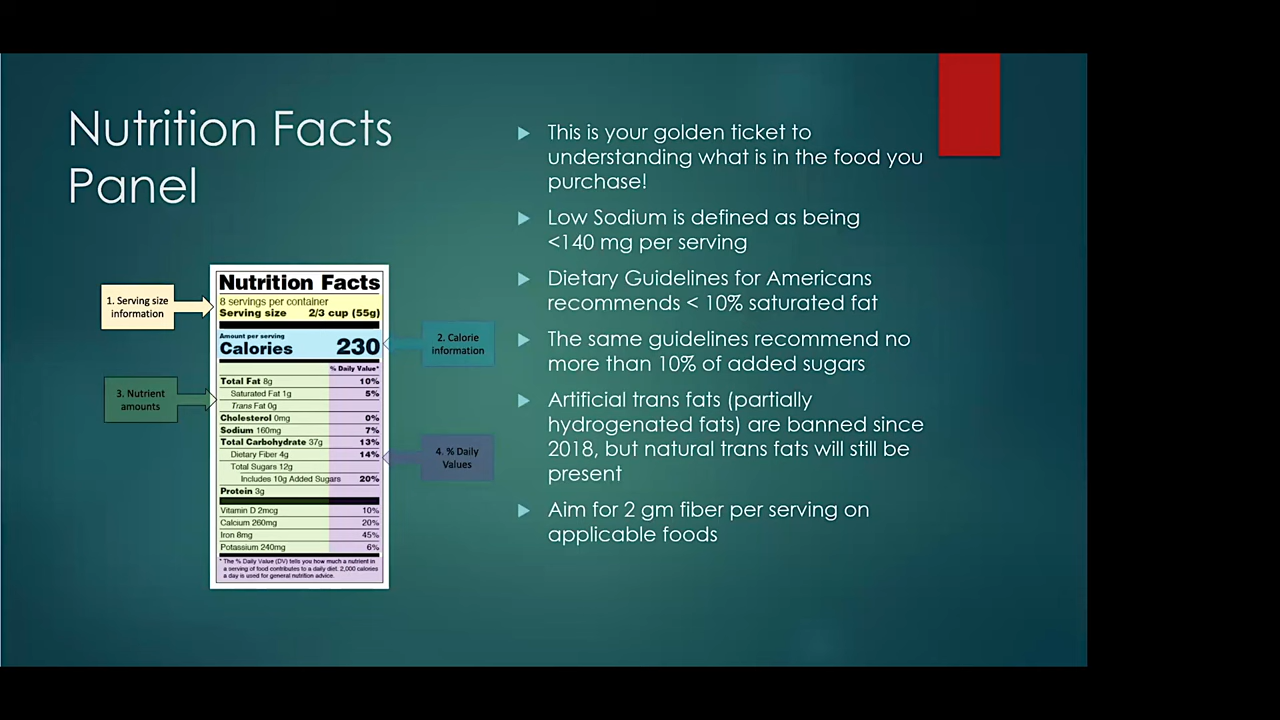 Nutrition Facts
Panel
1. Serving size
information
3. Nutrient
amounts
Nutrition Facts
8 servings per container
Serving size 2/3 cup (55g)
Amount per serving
Calories 230
% Daily Value*
Total Fat 8g 10%
Saturated Fat 1g 5%
Trans Fat 0g
Cholesterol 0mg 0%
Sodium 160mg 7%
Total Carbohydrate 37g 13%
Dietary Fiber 4g 14%
Total Sugars 12g
Includes 10g Added Sugars 20%
Protein 3g
Vitamin D 2mcg 10%
Calcium 260mg 20%
Iron 8mg 45%
Potassium 240mg 6%
* The % Daily Value (DV) tells you how much a nutrient in
a serving of food contributes to a daily diet. 2,000 calories
a day is used for general nutrition advice.
2. Calorie
information
4. % Daily
Values
This is your golden ticket to
understanding what is in the food you
purchase!
Low Sodium is defined as being
<140 mg per serving
Dietary Guidelines for Americans
recommends < 10% saturated fat
The same guidelines recommend no
more than 10% of added sugars
Artificial trans fats (partially
hydrogenated fats) are banned since
2018, but natural trans fats will still be
present
Aim for 2 gm fiber per serving on
applicable foods